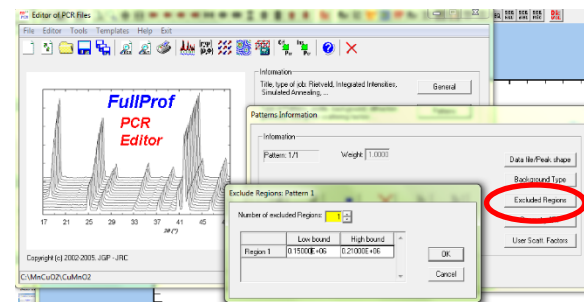 Editor of PCR Files
File Editor Tools Templates Help Exit
FullProf
PCR
Editor
17 21 25 29 33 37 41 45
2θ (°)
Copyright (c) 2002-2005. JGP - JRC
C:\MnCuO2\CuMnO2
Information
Title, type of job: Rietveld, Integrated Intensities,
Simulated Annealing, ...
General
Patterns Information
Information
Pattern: 1/1 Weight: 1.0000
Data file/Peak shape
Background Type
Excluded Regions
User Scatt. Factors
Exclude Regions: Pattern 1
Number of excluded Regions: 1
Low bound High bound
Region 1 0.15000E+06 0.21000E+06
OK
Cancel